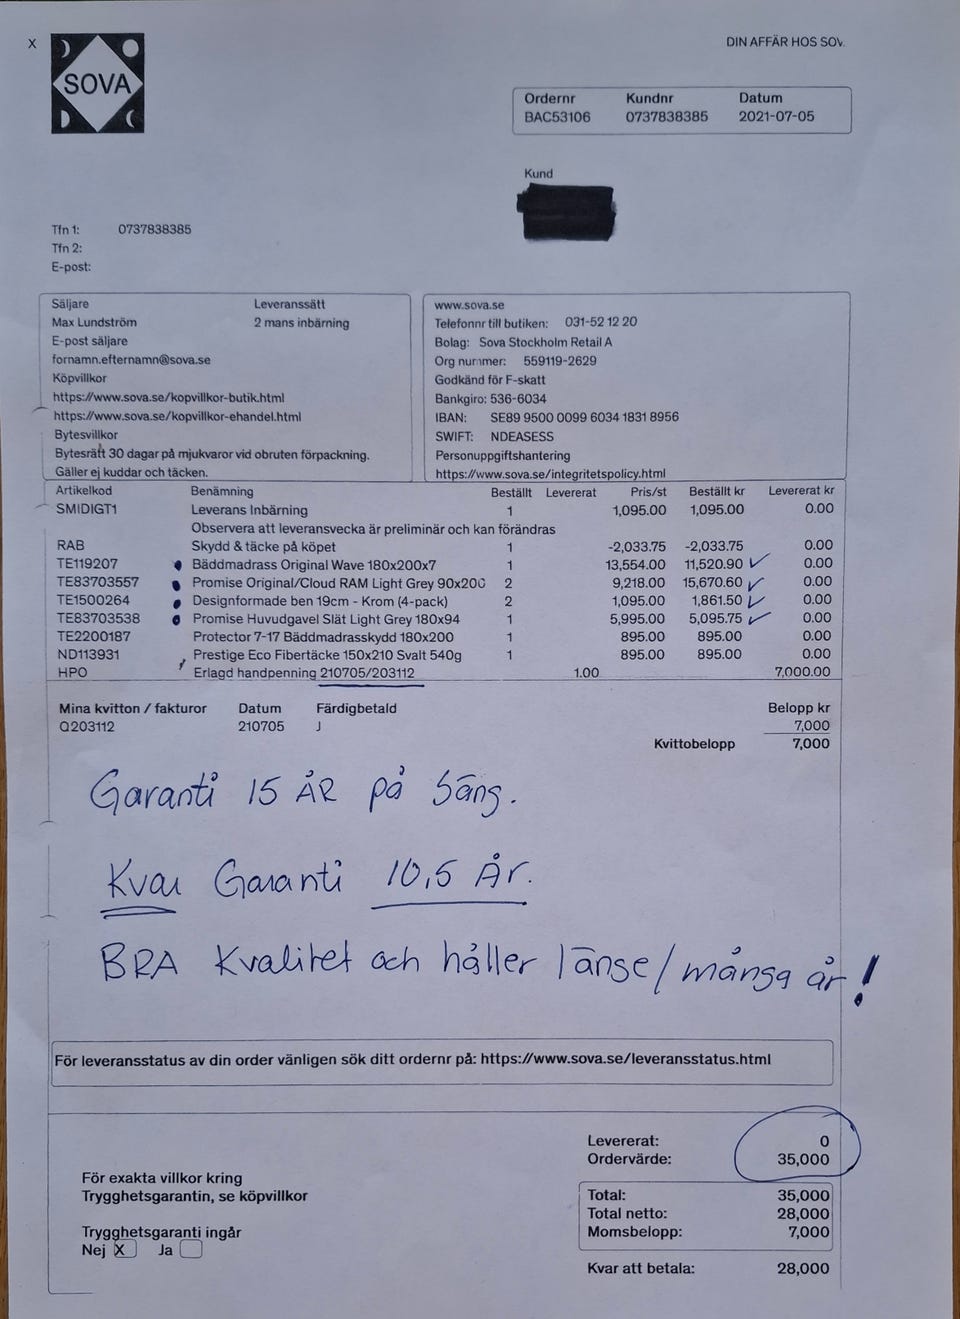 X
DIN AFFÄR HOS SOV
SOVA
Ordernr Kundnr Datum
BAC53106 0737838385 2021-07-05
Kund
Tfn 1: 0737838385
Tfn 2:
E-post:
Säljare Leveranssätt
Max Lundström 2 mans inbärning
E-post säljare
fornamn.efternamn@sova.se
Köpvillkor
https://www.sova.se/kopvillkor-butik.html
https://www.sova.se/kopvillkor-ehandel.html
Bytesvillkor
Bytesrätt 30 dagar på mjukvaror vid obruten förpackning.
Gäller ej kuddar och täcken.
www.sova.se
Telefonnr till butiken: 031-52 12 20
Bolag: Sova Stockholm Retail A
Org nummer: 559119-2629
Godkänd för F-skatt
Bankgiro: 536-6034
IBAN: SE89 9500 0099 6034 1831 8956
SWIFT: NDEASESS
Personuppgiftshantering
https://www.sova.se/integritetspolicy.html
Artikelkod Benämning Beställt Levererat Pris/st Beställt kr Levererat kr
SMIDIGT1 Leverans Inbärning 1 1,095.00 1,095.00 0.00
Observera att leveransvecka är preliminär och kan förändras
RAB Skydd & täcke på köpet 1 -2,033.75 -2,033.75 0.00
TE119207 Bäddmadrass Original Wave 180x200x7 1 13,554.00 11,520.90 0.00
TE83703557 Promise Original/Cloud RAM Light Grey 90x200 2 9,218.00 15,670.60 0.00
TE1500264 Designformade ben 19cm - Krom (4-pack) 2 1,095.00 1,861.50 0.00
TE83703538 Promise Huvudgavel Slät Light Grey 180x94 1 5,995.00 5,095.75 0.00
TE2200187 Protector 7-17 Bäddmadrasskydd 180x200 1 895.00 895.00 0.00
ND113931 Prestige Eco Fibertäcke 150x210 Svalt 540g 1 895.00 895.00 0.00
HPO Erlagd handpenning 210705/203112 1.00 7,000.00
Mina kvitton / fakturor Datum Färdigbetald Belopp kr
Q203112 210705 J 7,000
Kvittobelopp 7,000
Garanti 15 ÅR på Säng.
Kvar Garanti 10,5 År.
BRA Kvalitet och håller länge/många år!
För leveransstatus av din order vänligen sök ditt ordernr på: https://www.sova.se/leveransstatus.html
Levererat: 0
Ordervärde: 35,000
För exakta villkor kring
Trygghetsgarantin, se köpvillkor
Trygghetsgaranti ingår
Nej X Ja
Total: 35,000
Total netto: 28,000
Momsbelopp: 7,000
Kvar att betala: 28,000